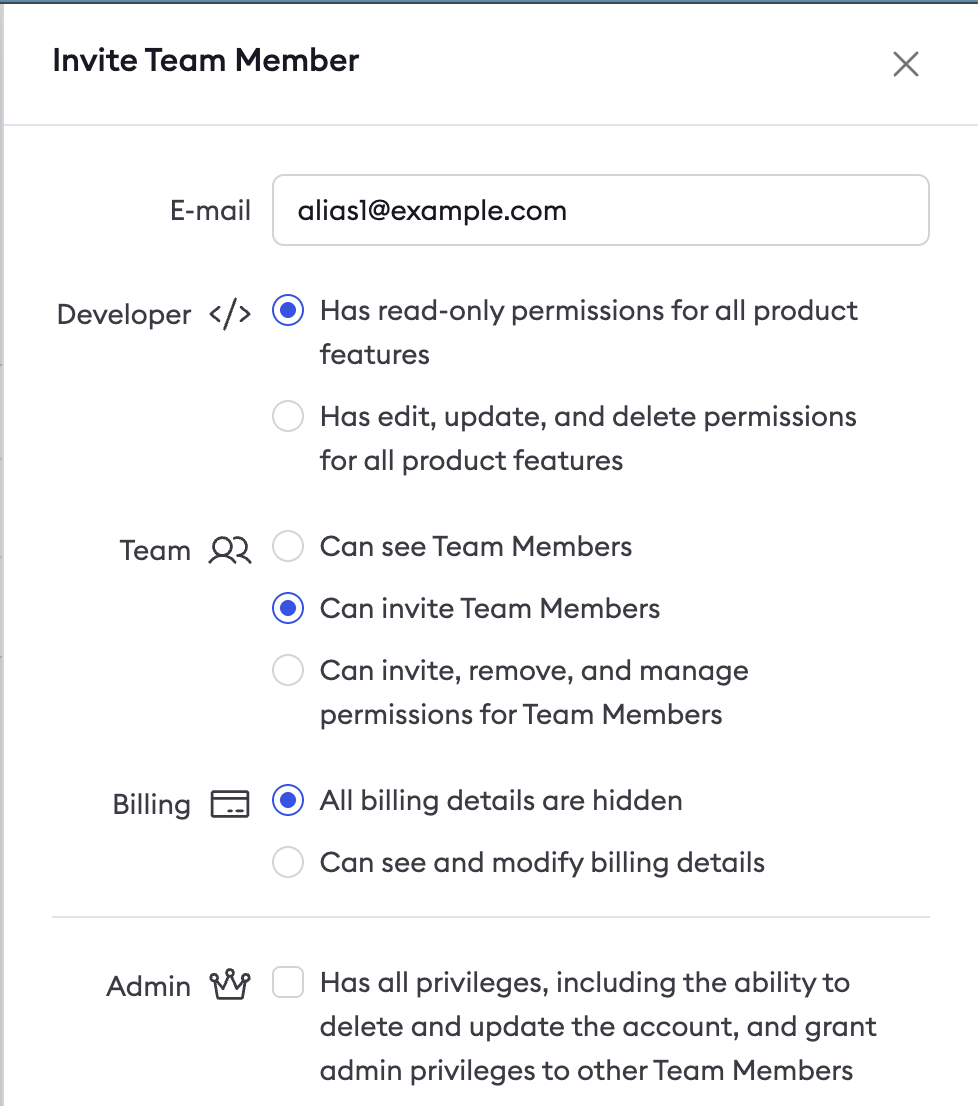 Invite Team Member
E-mail
alias1@example.com
Developer
Has read-only permissions for all product
features
Has edit, update, and delete permissions
for all product features
Team
Can see Team Members
Can invite Team Members
Can invite, remove, and manage
permissions for Team Members
Billing
All billing details are hidden
Can see and modify billing details
Admin
Has all privileges, including the ability to
delete and update the account, and grant
admin privileges to other Team Members